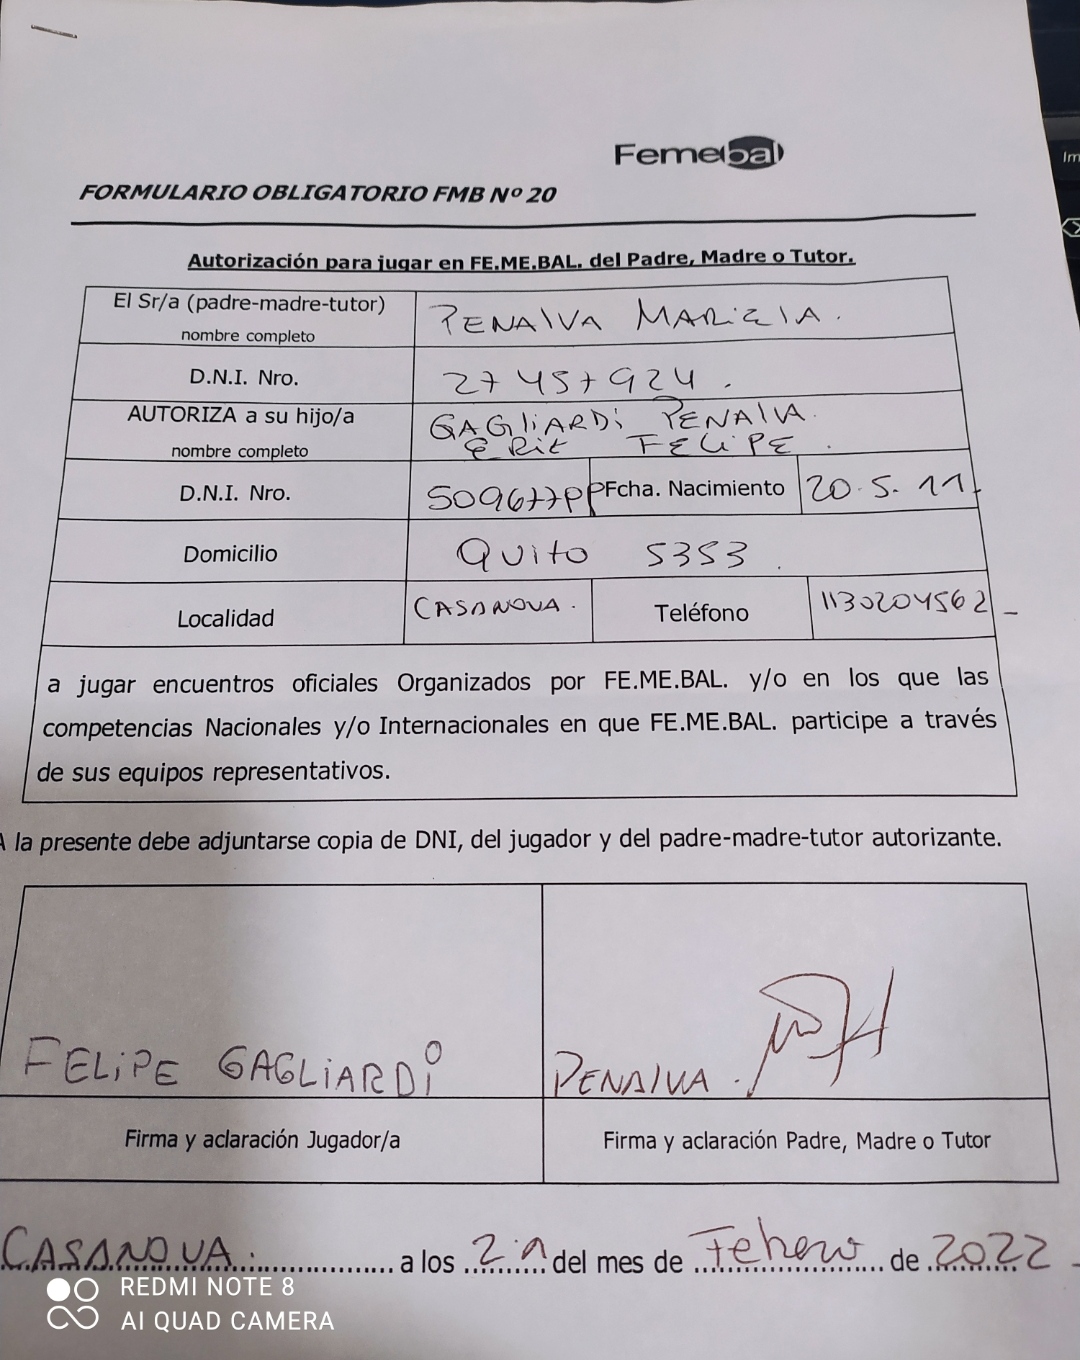 Femebal
FORMULARIO OBLIGATORIO FMB Nº 20
Autorización para jugar en FE.ME.BAL. del Padre, Madre o Tutor.
El Sr/a (padre-madre-tutor)
nombre completo
PENALVA MARIELA.
D.N.I. Nro.
27457924.
AUTORIZA a su hijo/a
nombre completo
GAGLIARDi PENALVA.
FELiPE.
D.N.I. Nro.
Fcha. Nacimiento
20.5.11
Domicilio
QUito 5353.
Localidad
CASANOVA.
Teléfono
1130204562
a jugar encuentros oficiales Organizados por FE.ME.BAL. y/o en los que las
competencias Nacionales y/o Internacionales en que FE.ME.BAL. participe a través
de sus equipos representativos.
A la presente debe adjuntarse copia de DNI, del jugador y del padre-madre-tutor autorizante.
FELiPE GAGLiARDi
PENALVA.
Firma y aclaración Jugador/a
Firma y aclaración Padre, Madre o Tutor
CASANOVA. a los del mes de Febrero de 2022
REDMI NOTE 8
AI QUAD CAMERA
Im